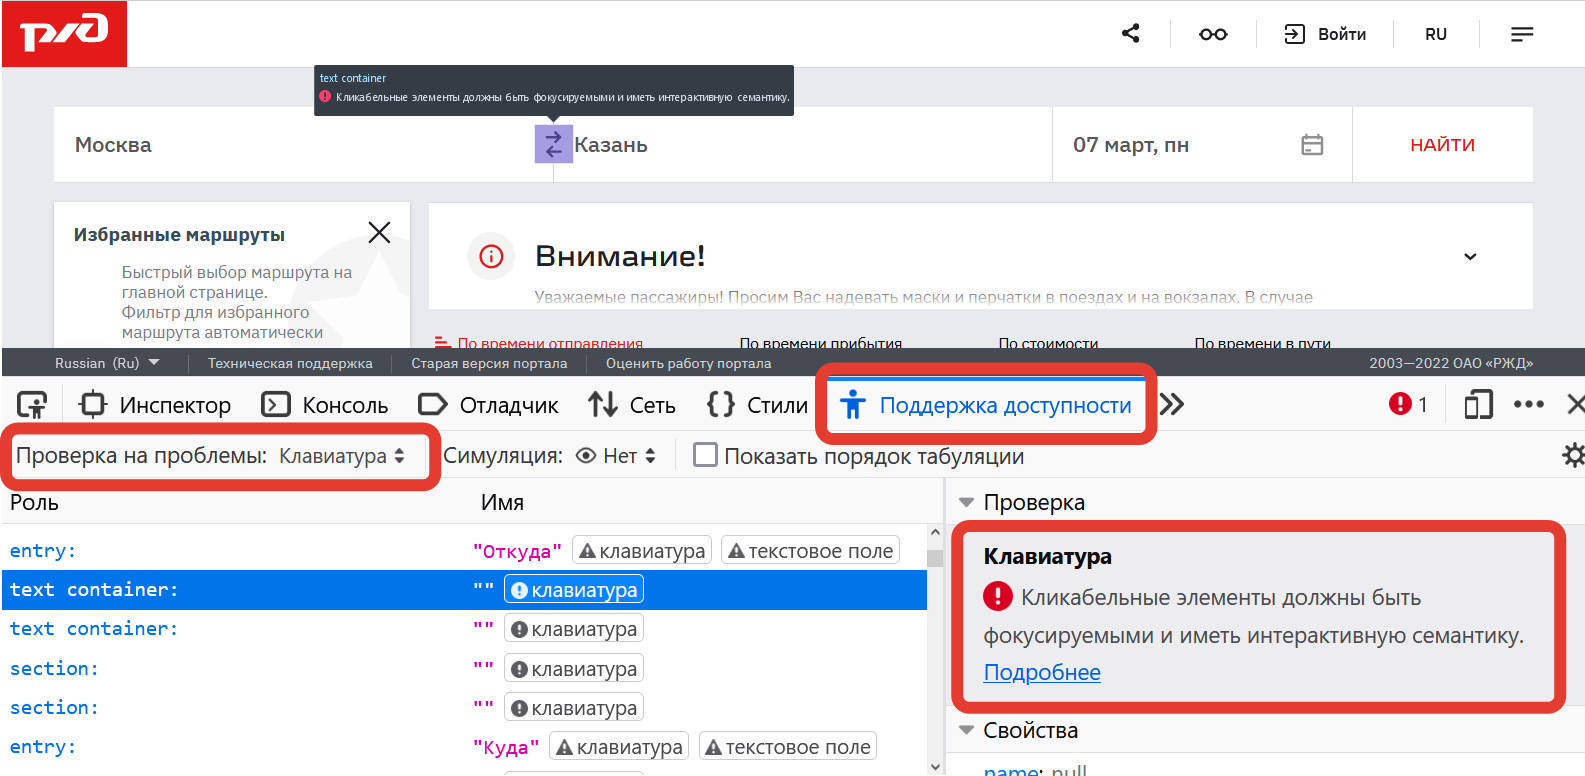 ржд
Войти
RU
text container
Кликабельные элементы должны быть фокусируемыми и иметь интерактивную семантику.
Москва
Казань
07 март, пн
НАЙТИ
Избранные маршруты
Быстрый выбор маршрута на
главной странице.
Фильтр для избранного
маршрута автоматически
Внимание!
Уважаемые пассажиры! Просим Вас надевать маски и перчатки в поездах и на вокзалах. В случае
По времени отправления
По времени прибытия
По стоимости
По времени в пути
Russian (Ru)
Техническая поддержка
Старая версия портала
Оценить работу портала
2003—2022 ОАО «РЖД»
Инспектор
Консоль
Отладчик
Сеть
Стили
Поддержка доступности
1
Проверка на проблемы: Клавиатура
Симуляция: Нет
Показать порядок табуляции
Роль
Имя
entry: "Откуда" клавиатура текстовое поле
text container: "" клавиатура
text container: "" клавиатура
section: "" клавиатура
section: "" клавиатура
entry: "Куда" клавиатура текстовое поле
Проверка
Клавиатура
Кликабельные элементы должны быть
фокусируемыми и иметь интерактивную семантику.
Подробнее
Свойства
name: null